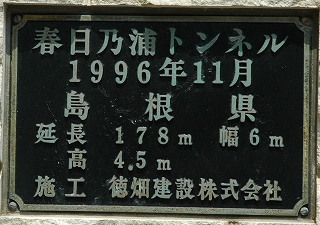 春日乃浦トンネル
1996年11月
島根県
延長 178m 幅6m
高 4.5m
施工 徳畑建設株式会社